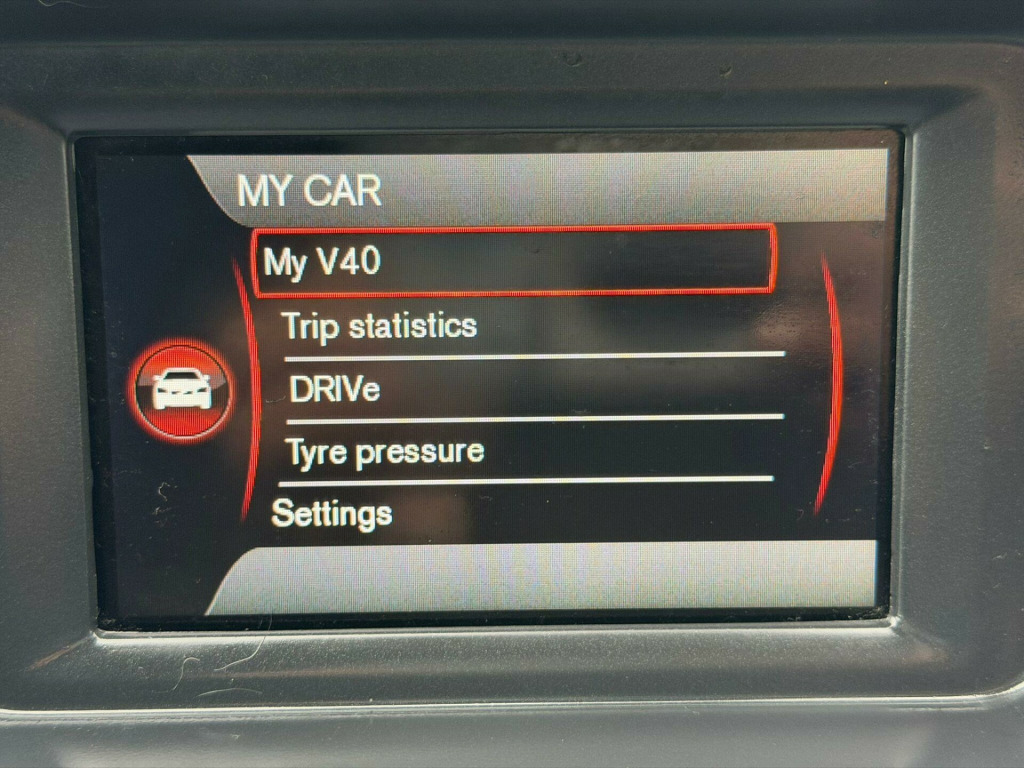 MY CAR
My V40
Trip statistics
DRIVe
Tyre pressure
Settings